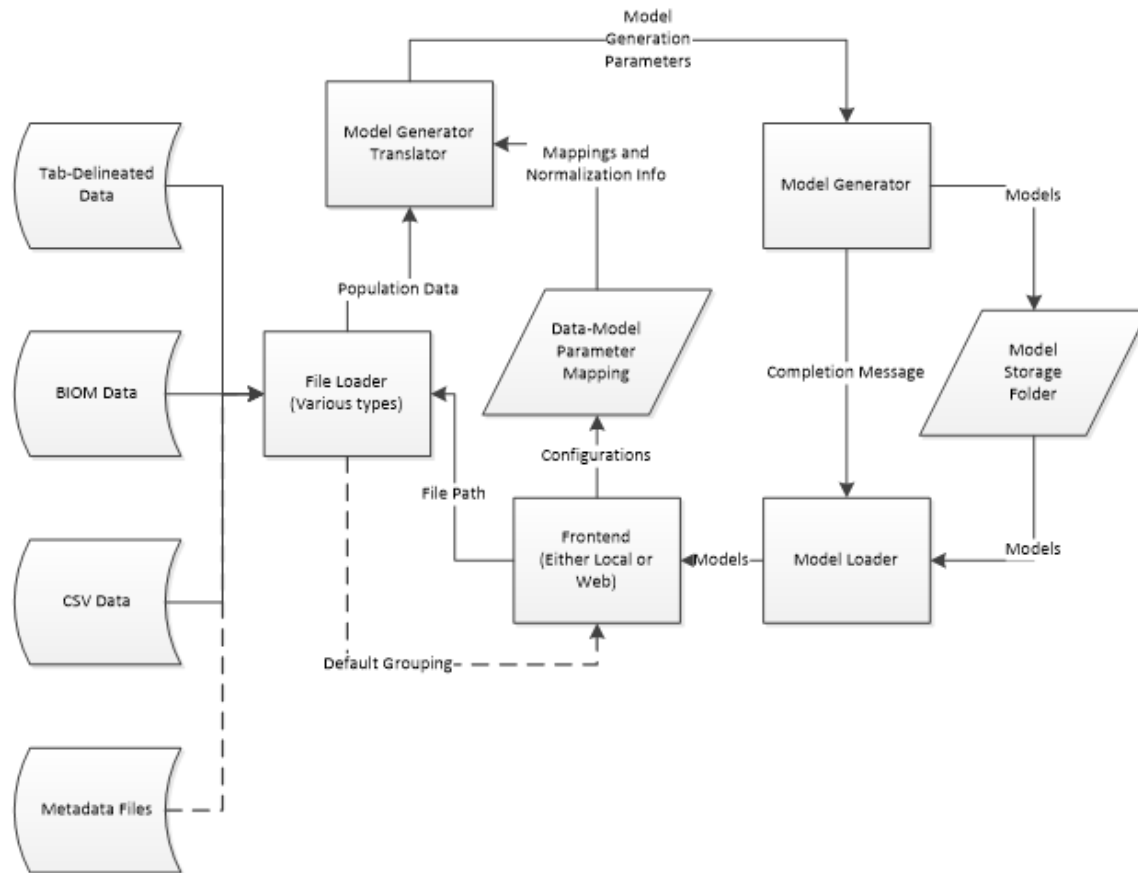 Model
Generation
Parameters
Model Generator
Translator
Tab-Delineated
Data
Mappings and
Normalization Info
Model Generator
Models
Population Data
BIOM Data
File Loader
(Various types)
Data-Model
Parameter
Mapping
Completion Message
Model
Storage
Folder
Configurations
File Path
CSV Data
Frontend
(Either Local or
Web)
Models
Model Loader
Models
Default Grouping
Metadata Files